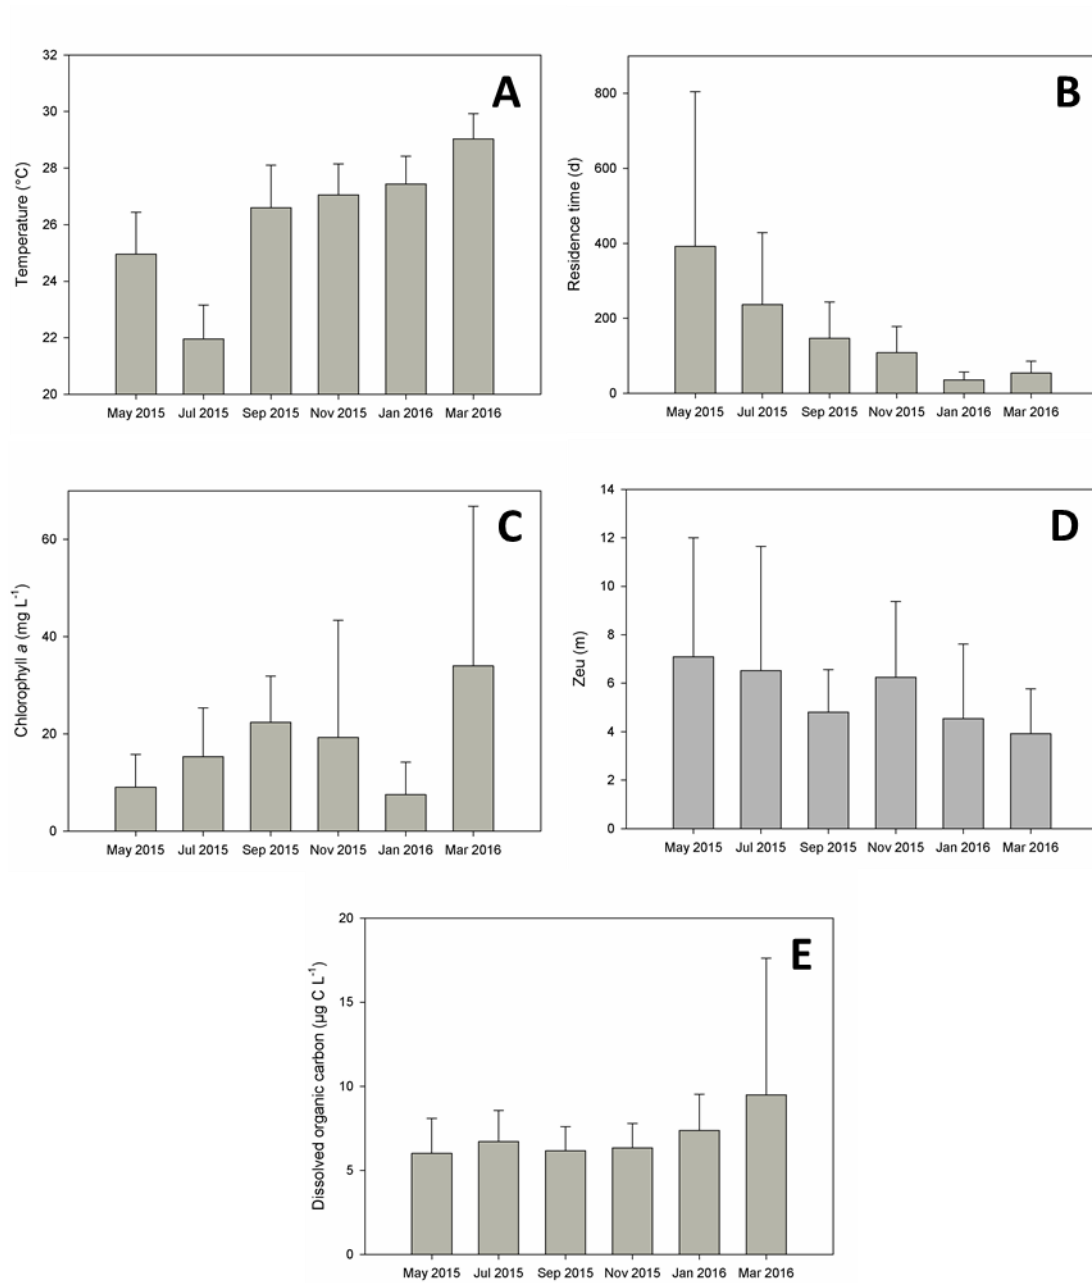 A
Temperature (°C)
32
30
28
26
24
22
20
May 2015 Jul 2015 Sep 2015 Nov 2015 Jan 2016 Mar 2016
B
Residence time (d)
800
600
400
200
0
May 2015 Jul 2015 Sep 2015 Nov 2015 Jan 2016 Mar 2016
C
Chlorophyll a (mg L⁻¹)
60
40
20
0
May 2015 Jul 2015 Sep 2015 Nov 2015 Jan 2016 Mar 2016
D
Zeu (m)
14
12
10
8
6
4
2
0
May 2015 Jul 2015 Sep 2015 Nov 2015 Jan 2016 Mar 2016
E
Dissolved organic carbon (µg C L⁻¹)
20
15
10
5
0
May 2015 Jul 2015 Sep 2015 Nov 2015 Jan 2016 Mar 2016